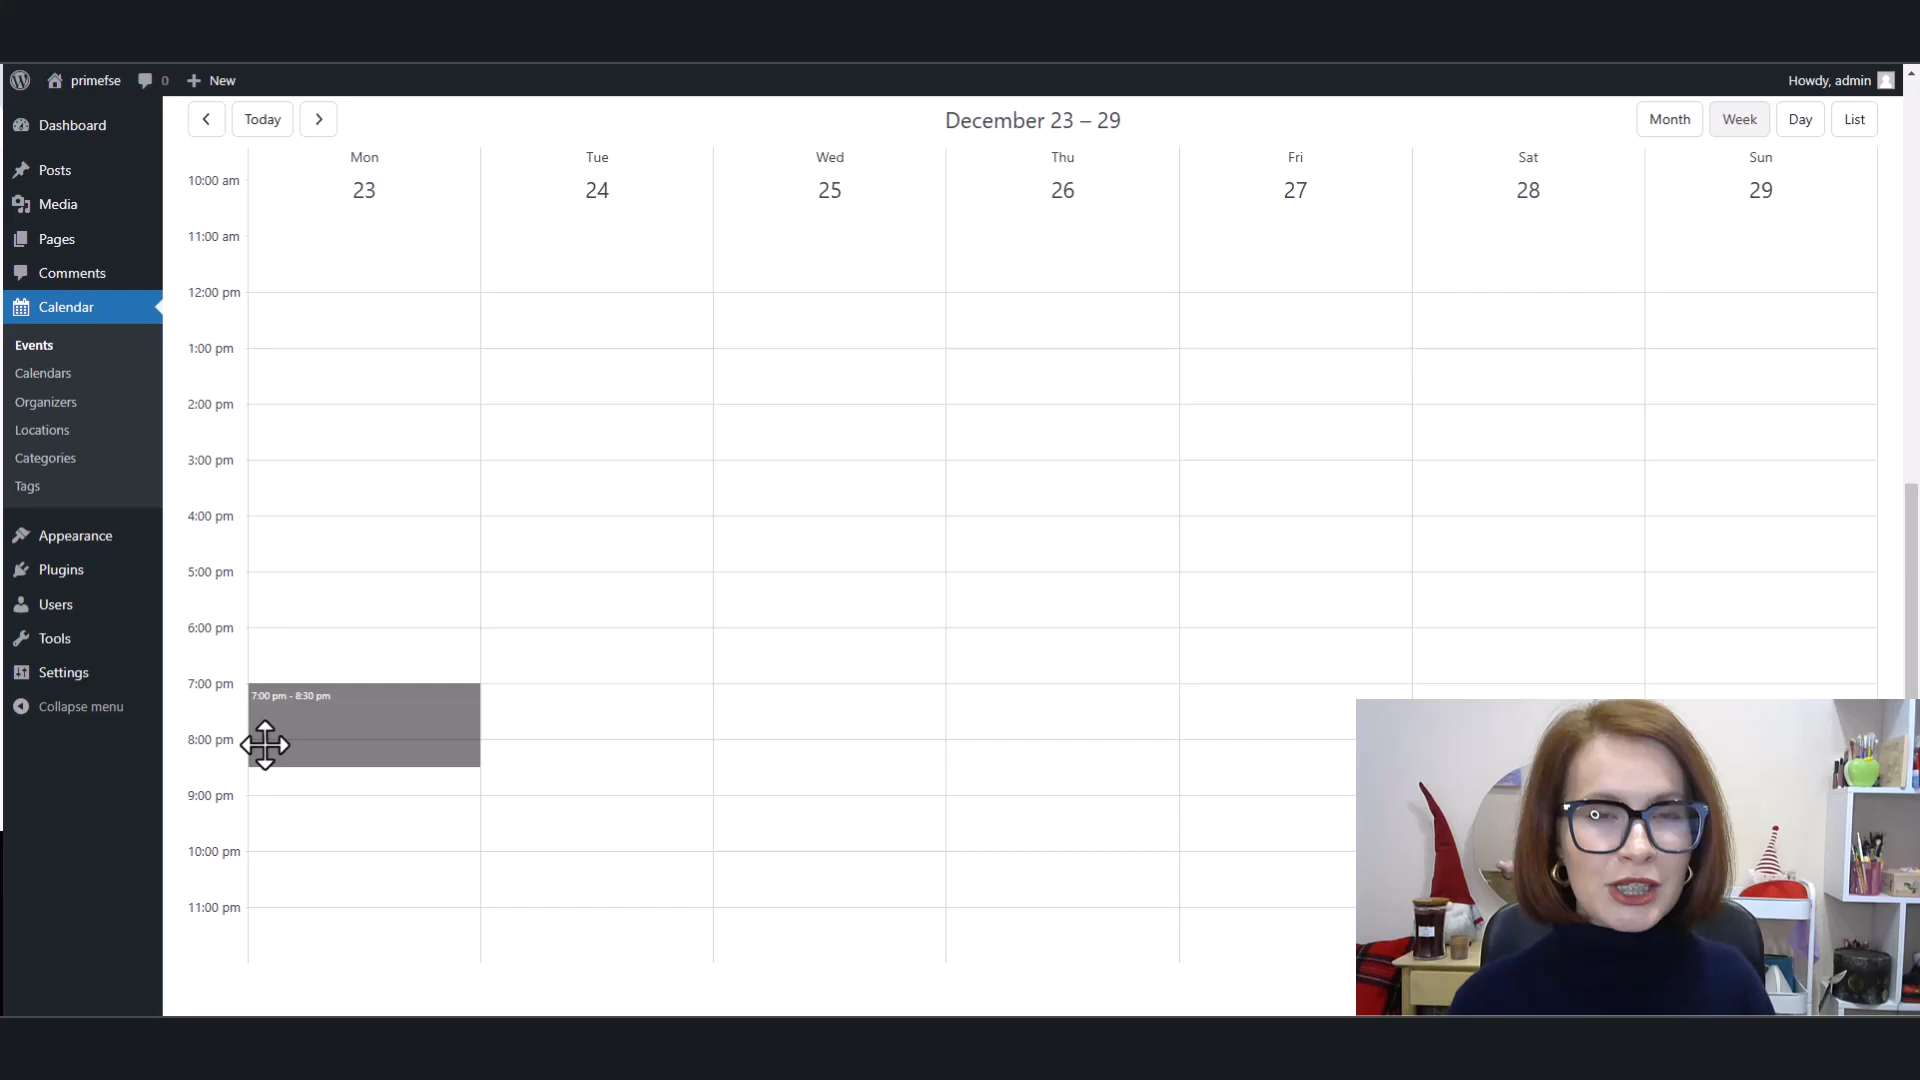 primefse 0 New Howdy, admin
Dashboard
Posts
Media
Pages
Comments
Calendar
Events
Calendars
Organizers
Locations
Categories
Tags
Appearance
Plugins
Users
Tools
Settings
Collapse menu
Today December 23 – 29 Month Week Day List
Mon Tue Wed Thu Fri Sat Sun
23 24 25 26 27 28 29
10:00 am
11:00 am
12:00 pm
1:00 pm
2:00 pm
3:00 pm
4:00 pm
5:00 pm
6:00 pm
7:00 pm
7:00 pm - 8:30 pm
8:00 pm
9:00 pm
10:00 pm
11:00 pm